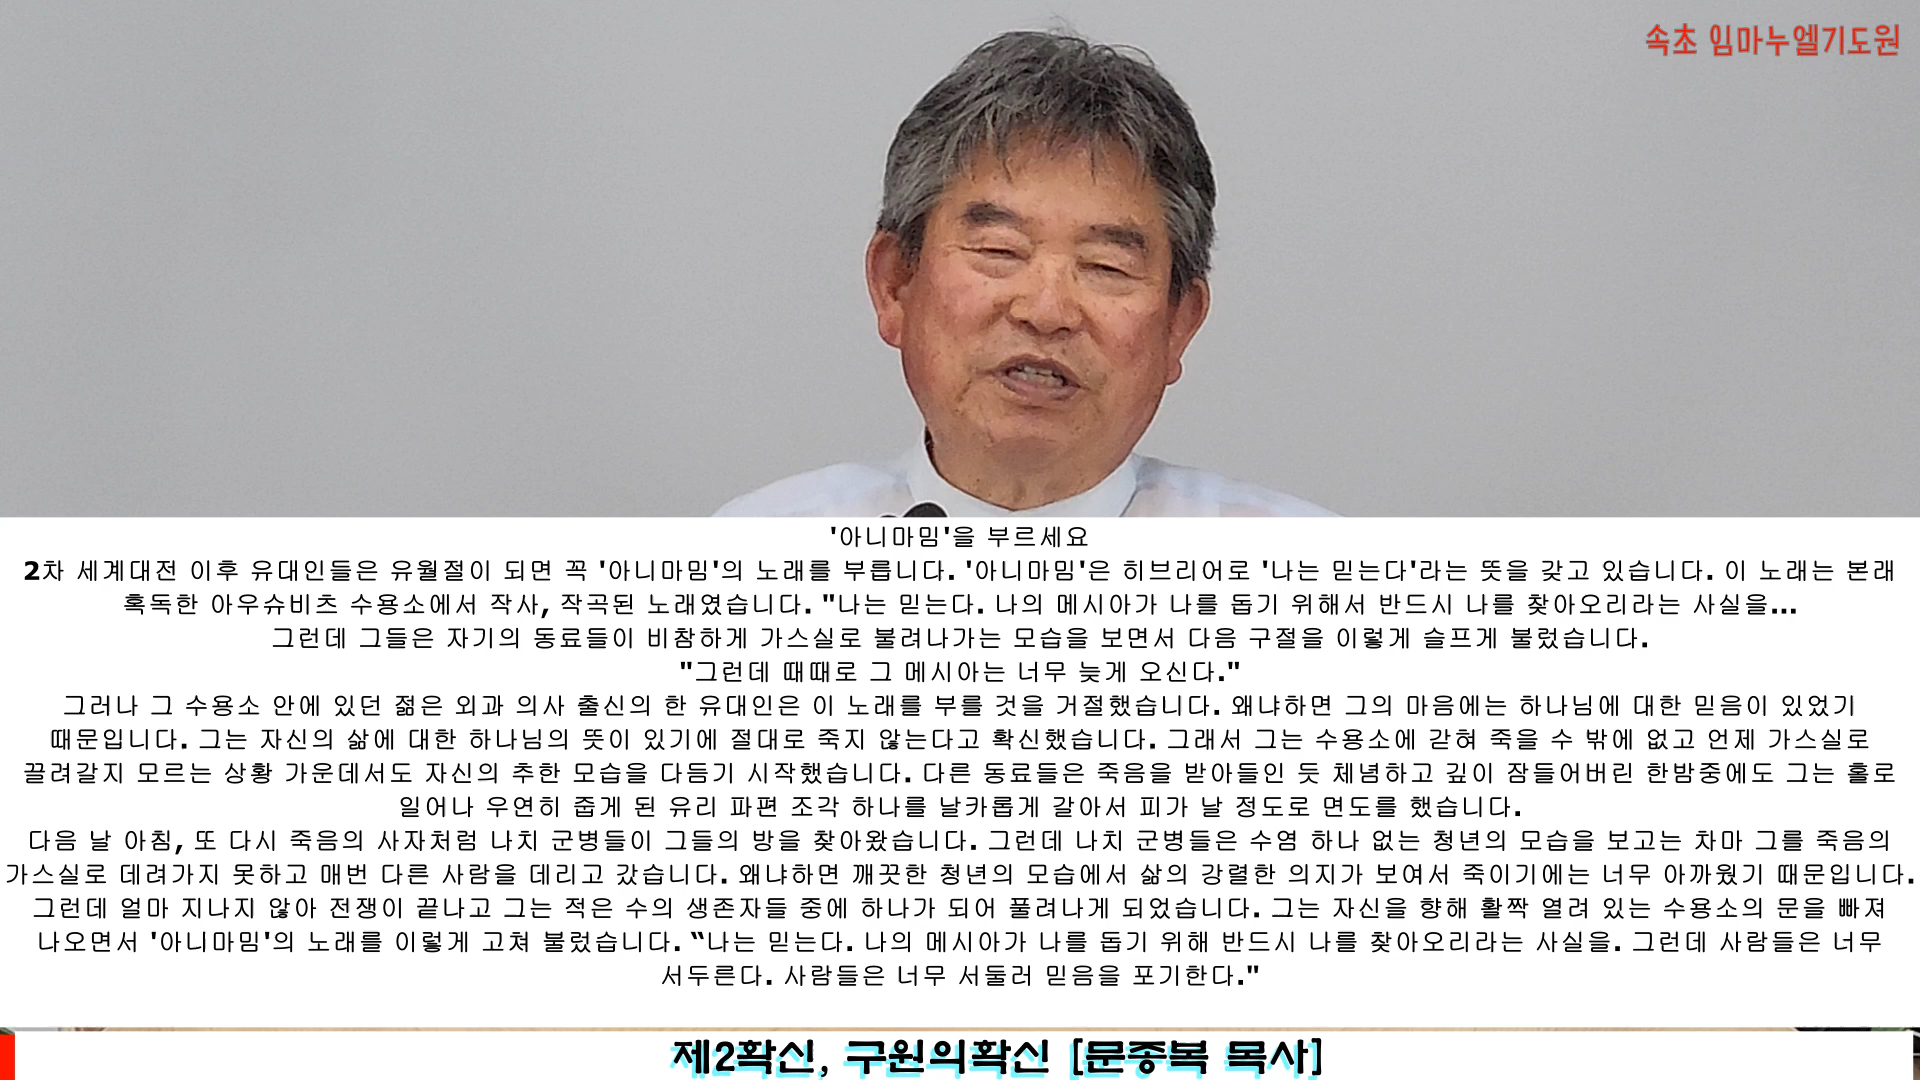 속초 임마누엘기도원
'아니마밈'을 부르세요
2차 세계대전 이후 유대인들은 유월절이 되면 꼭 '아니마밈'의 노래를 부릅니다. '아니마밈'은 히브리어로 '나는 믿는다'라는 뜻을 갖고 있습니다. 이 노래는 본래
혹독한 아우슈비츠 수용소에서 작사, 작곡된 노래였습니다. "나는 믿는다. 나의 메시아가 나를 돕기 위해서 반드시 나를 찾아오리라는 사실을...
그런데 그들은 자기의 동료들이 비참하게 가스실로 불려나가는 모습을 보면서 다음 구절을 이렇게 슬프게 불렀습니다.
"그런데 때때로 그 메시아는 너무 늦게 오신다."
그러나 그 수용소 안에 있던 젊은 외과 의사 출신의 한 유대인은 이 노래를 부를 것을 거절했습니다. 왜냐하면 그의 마음에는 하나님에 대한 믿음이 있었기
때문입니다. 그는 자신의 삶에 대한 하나님의 뜻이 있기에 절대로 죽지 않는다고 확신했습니다. 그래서 그는 수용소에 갇혀 죽을 수 밖에 없고 언제 가스실로
끌려갈지 모르는 상황 가운데서도 자신의 추한 모습을 다듬기 시작했습니다. 다른 동료들은 죽음을 받아들인 듯 체념하고 깊이 잠들어버린 한밤중에도 그는 홀로
일어나 우연히 줍게 된 유리 파편 조각 하나를 날카롭게 갈아서 피가 날 정도로 면도를 했습니다.
다음 날 아침, 또 다시 죽음의 사자처럼 나치 군병들이 그들의 방을 찾아왔습니다. 그런데 나치 군병들은 수염 하나 없는 청년의 모습을 보고는 차마 그를 죽음의
가스실로 데려가지 못하고 매번 다른 사람을 데리고 갔습니다. 왜냐하면 깨끗한 청년의 모습에서 삶의 강렬한 의지가 보여서 죽이기에는 너무 아까웠기 때문입니다.
그런데 얼마 지나지 않아 전쟁이 끝나고 그는 적은 수의 생존자들 중에 하나가 되어 풀려나게 되었습니다. 그는 자신을 향해 활짝 열려 있는 수용소의 문을 빠져
나오면서 '아니마밈'의 노래를 이렇게 고쳐 불렀습니다. “나는 믿는다. 나의 메시아가 나를 돕기 위해 반드시 나를 찾아오리라는 사실을. 그런데 사람들은 너무
서두른다. 사람들은 너무 서둘러 믿음을 포기한다."
제2확신, 구원의확신 [문종복 목사]